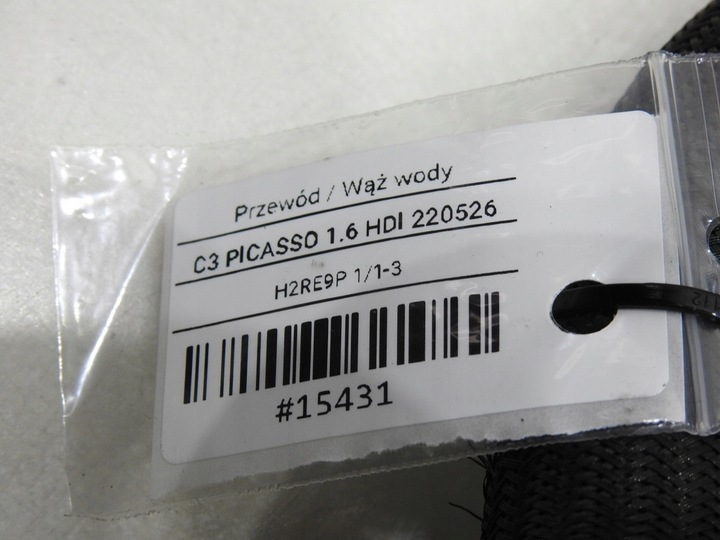 Przewód / Wąż wody
C3 PICASSO 1.6 HDI 220526
H2RE9P 1/1-3
#15431